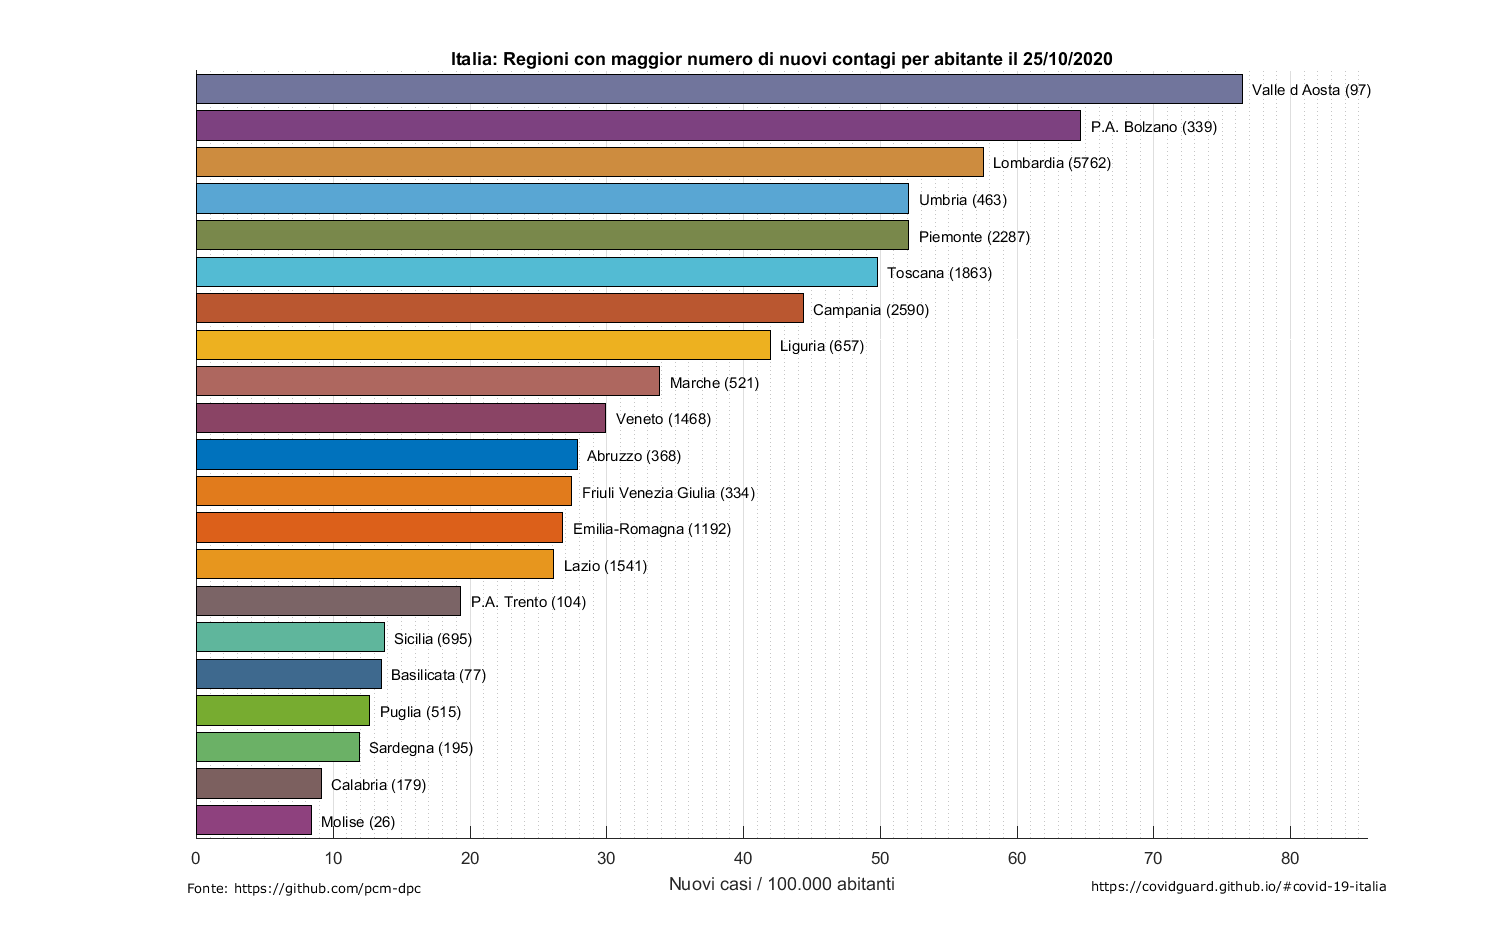 Italia: Regioni con maggior numero di nuovi contagi per abitante il 25/10/2020
Valle d Aosta (97)
P.A. Bolzano (339)
Lombardia (5762)
Umbria (463)
Piemonte (2287)
Toscana (1863)
Campania (2590)
Liguria (657)
Marche (521)
Veneto (1468)
Abruzzo (368)
Friuli Venezia Giulia (334)
Emilia-Romagna (1192)
Lazio (1541)
P.A. Trento (104)
Sicilia (695)
Basilicata (77)
Puglia (515)
Sardegna (195)
Calabria (179)
Molise (26)
0 10 20 30 40 50 60 70 80
Nuovi casi / 100.000 abitanti
Fonte: https://github.com/pcm-dpc
https://covidguard.github.io/#covid-19-italia